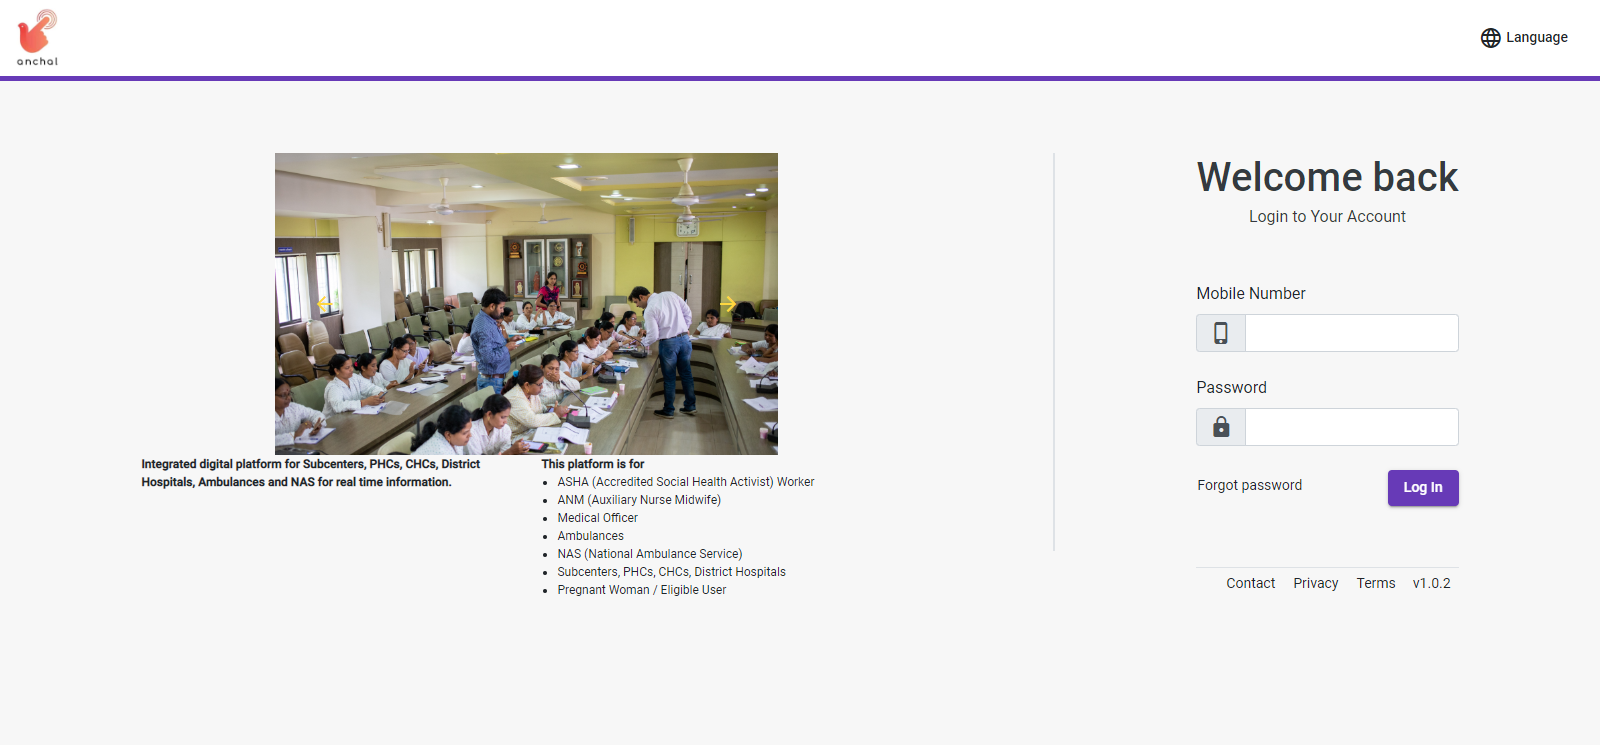 anchal
Language
Welcome back
Login to Your Account
Mobile Number
Password
Forgot password
Log In
Contact Privacy Terms v1.0.2
Integrated digital platform for Subcenters, PHCs, CHCs, District
Hospitals, Ambulances and NAS for real time information.
This platform is for
ASHA (Accredited Social Health Activist) Worker
ANM (Auxiliary Nurse Midwife)
Medical Officer
Ambulances
NAS (National Ambulance Service)
Subcenters, PHCs, CHCs, District Hospitals
Pregnant Woman / Eligible User